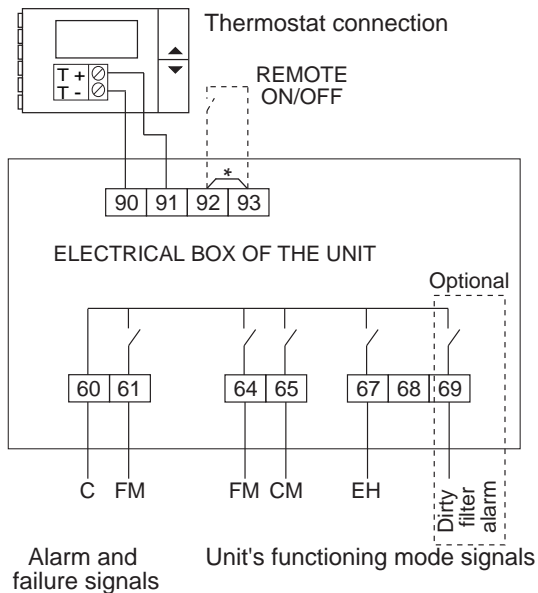 Thermostat connection
T +
T -
REMOTE
ON/OFF
*
90 91 92 93
ELECTRICAL BOX OF THE UNIT
Optional
60 61 64 65 67 68 69
C FM FM CM EH
Dirty
filter
alarm
Alarm and
failure signals
Unit's functioning mode signals